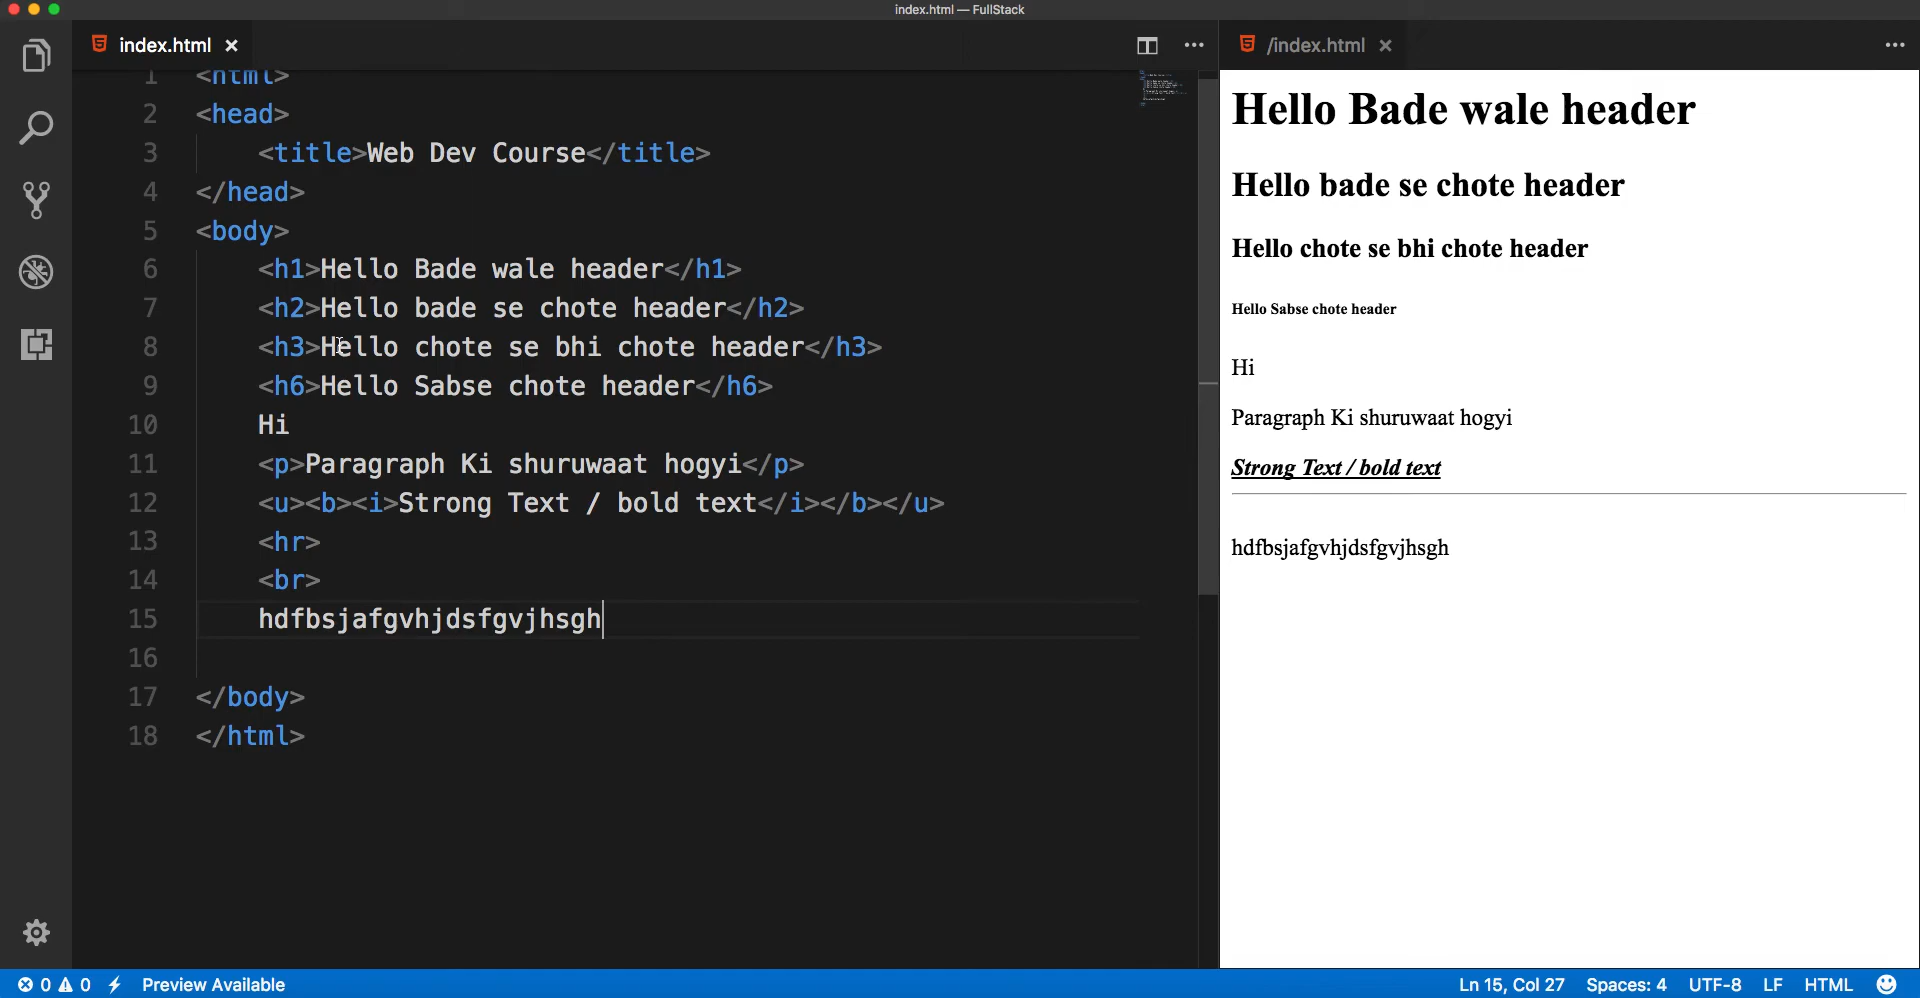 index.html — FullStack
index.html
1 <html>
2 <head>
3 <title>Web Dev Course</title>
4 </head>
5 <body>
6 <h1>Hello Bade wale header</h1>
7 <h2>Hello bade se chote header</h2>
8 <h3>Hello chote se bhi chote header</h3>
9 <h6>Hello Sabse chote header</h6>
10 Hi
11 <p>Paragraph Ki shuruwaat hogyi</p>
12 <u><b><i>Strong Text / bold text</i></b></u>
13 <hr>
14 <br>
15 hdfbsjafgvhjdsfgvjhsgh
16
17 </body>
18 </html>
/index.html
Hello Bade wale header
Hello bade se chote header
Hello chote se bhi chote header
Hello Sabse chote header
Hi
Paragraph Ki shuruwaat hogyi
Strong Text / bold text
hdfbsjafgvhjdsfgvjhsgh
0 0 Preview Available Ln 15, Col 27 Spaces: 4 UTF-8 LF HTML